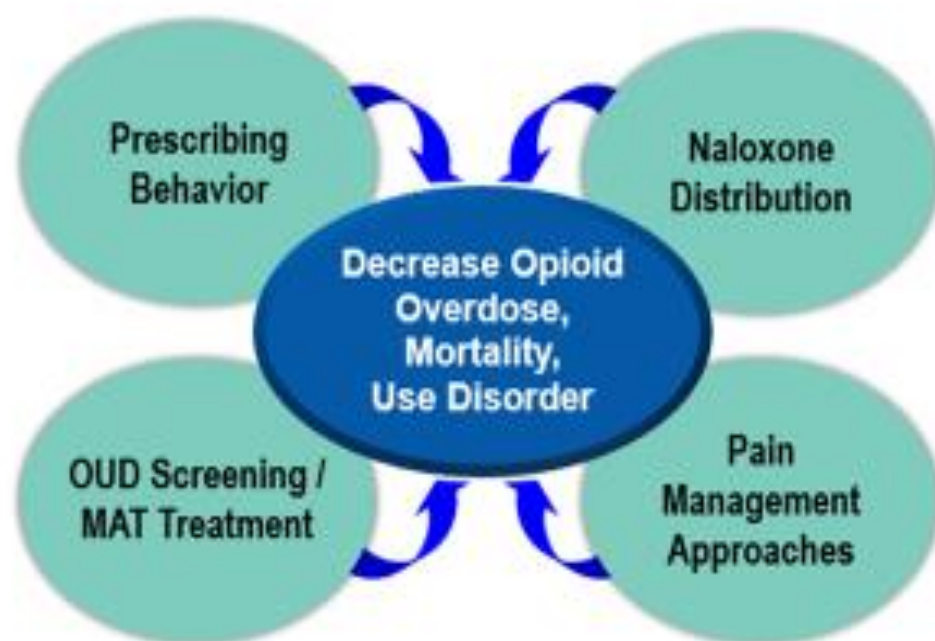 Prescribing
Behavior
Naloxone
Distribution
Decrease Opioid
Overdose,
Mortality,
Use Disorder
OUD Screening /
MAT Treatment
Pain
Management
Approaches